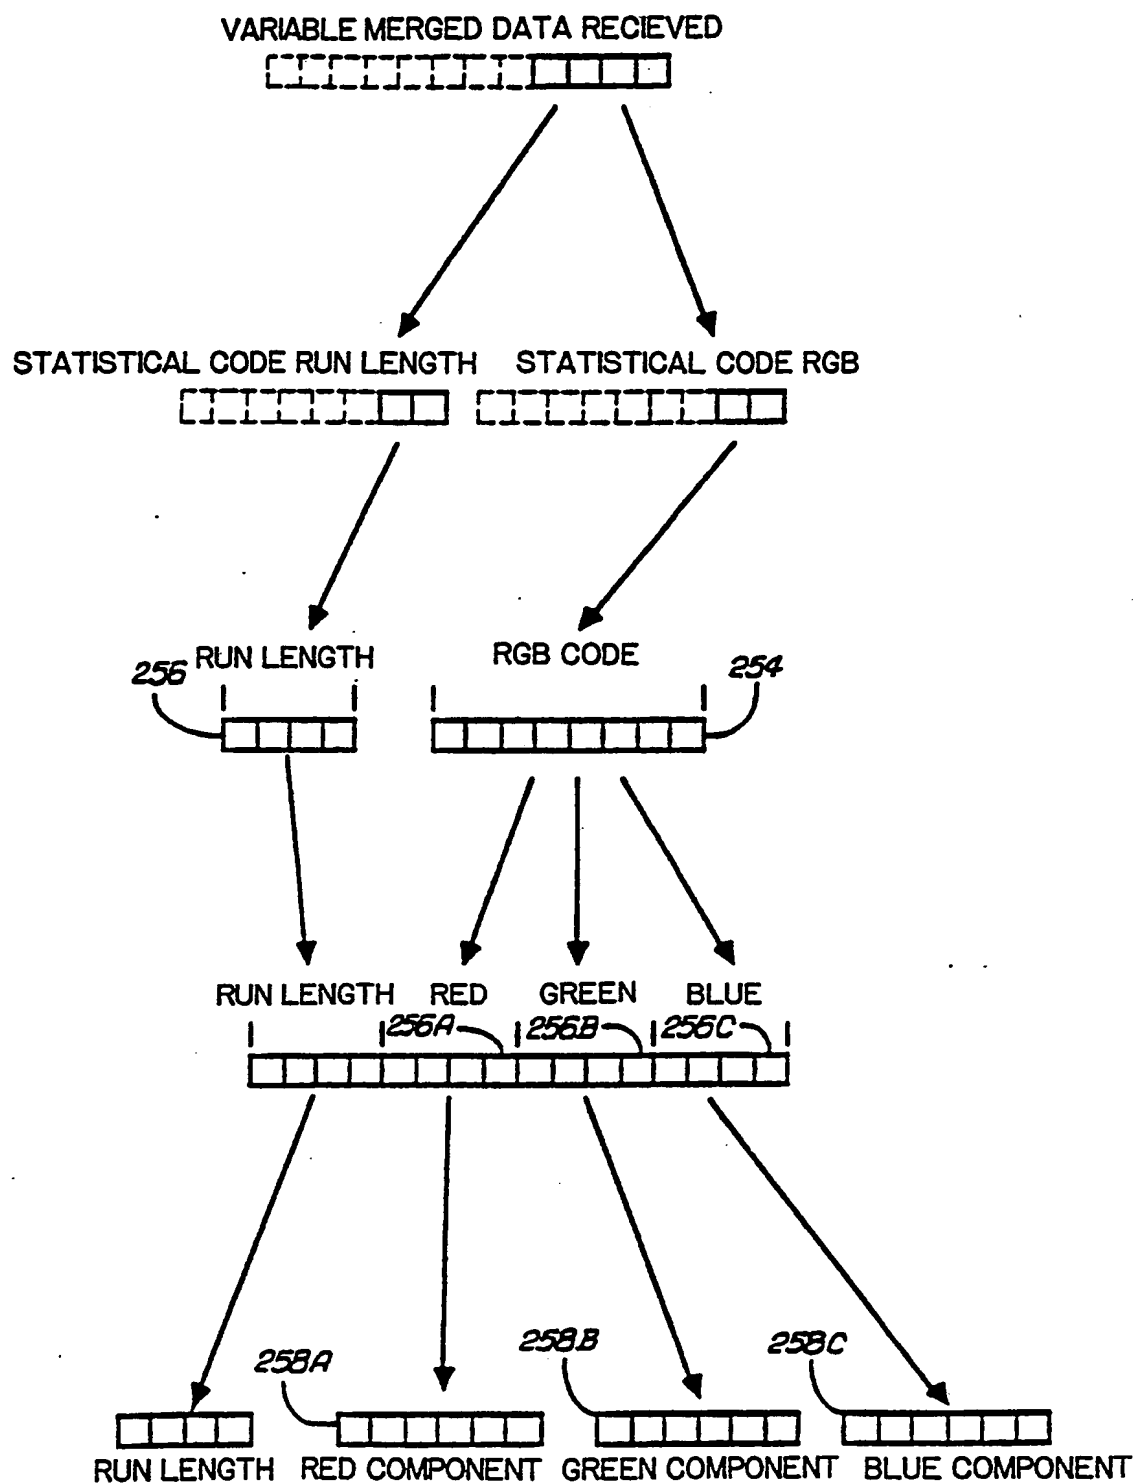 VARIABLE MERGED DATA RECIEVED
STATISTICAL CODE RUN LENGTH STATISTICAL CODE RGB
RUN LENGTH RGB CODE
256 254
RUN LENGTH RED GREEN BLUE
256A 256B 256C
258A 258B 258C
RUN LENGTH RED COMPONENT GREEN COMPONENT BLUE COMPONENT